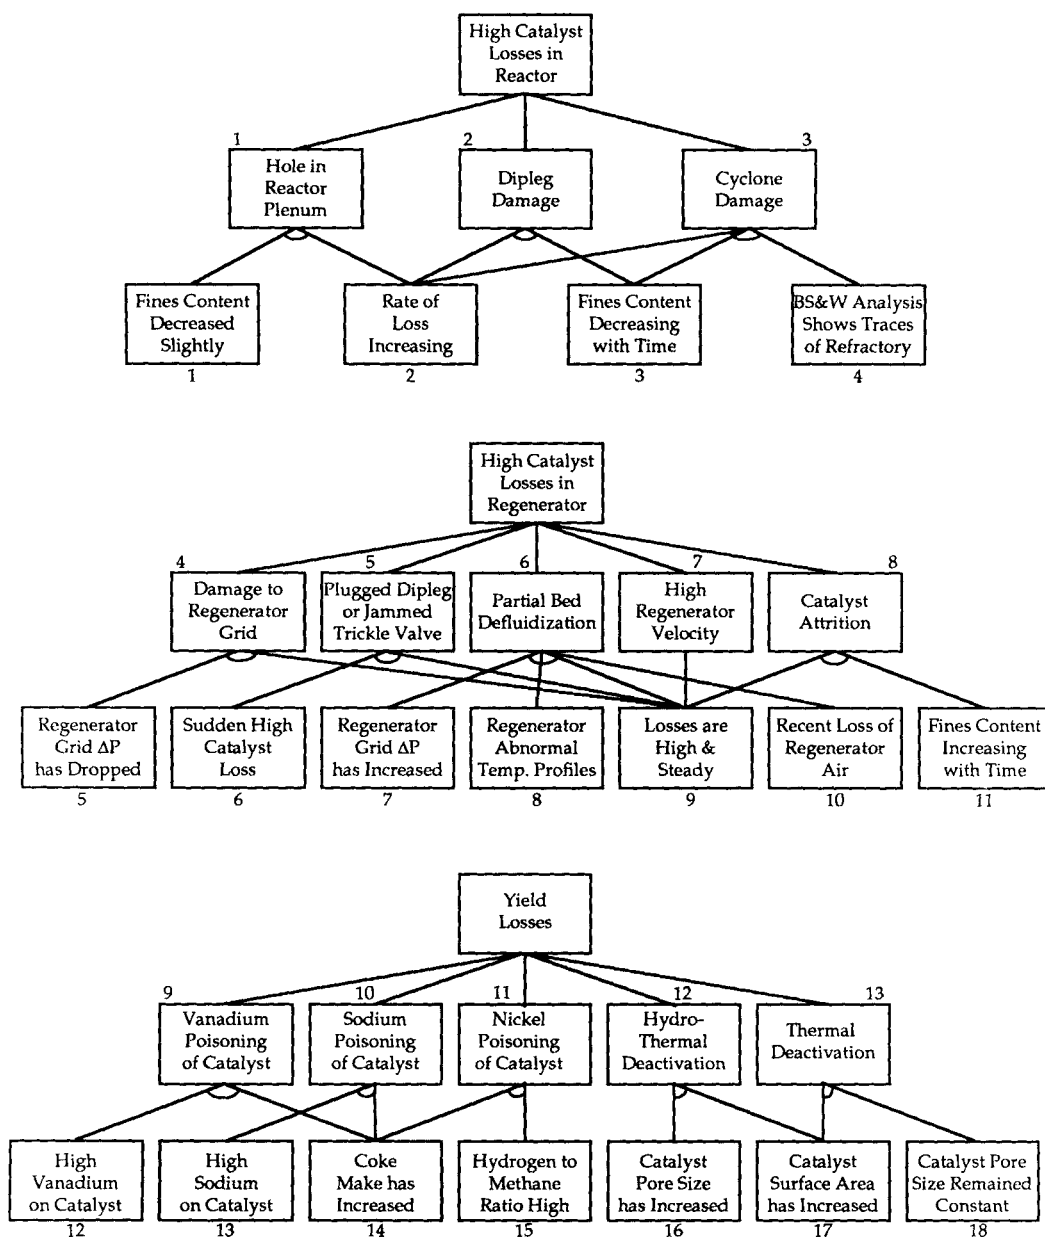 High Catalyst
Losses in
Reactor
1
Hole in
Reactor
Plenum
2
Dipleg
Damage
3
Cyclone
Damage
Fines Content
Decreased
Slightly
1
Rate of
Loss
Increasing
2
Fines Content
Decreasing
with Time
3
BS&W Analysis
Shows Traces
of Refractory
4
High Catalyst
Losses in
Regenerator
4
Damage to
Regenerator
Grid
5
Plugged Dipleg
or Jammed
Trickle Valve
6
Partial Bed
Defluidization
7
High
Regenerator
Velocity
8
Catalyst
Attrition
Regenerator
Grid ΔP
has Dropped
5
Sudden High
Catalyst
Loss
6
Regenerator
Grid ΔP
has Increased
7
Regenerator
Abnormal
Temp. Profiles
8
Losses are
High &
Steady
9
Recent Loss of
Regenerator
Air
10
Fines Content
Increasing
with Time
11
Yield
Losses
9
Vanadium
Poisoning
of Catalyst
10
Sodium
Poisoning
of Catalyst
11
Nickel
Poisoning
of Catalyst
12
Hydro-
Thermal
Deactivation
13
Thermal
Deactivation
High
Vanadium
on Catalyst
12
High
Sodium
on Catalyst
13
Coke
Make has
Increased
14
Hydrogen to
Methane
Ratio High
15
Catalyst
Pore Size
has Increased
16
Catalyst
Surface Area
has Increased
17
Catalyst Pore
Size Remained
Constant
18